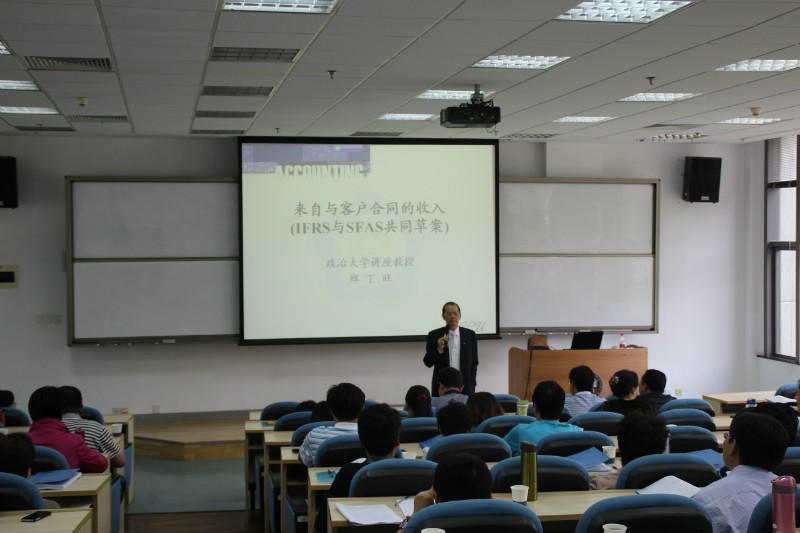 ACCOUNTING
来自与客户合同的收入
(IFRS与SFAS共同草案)
政治大学讲座教授
郑 丁 旺